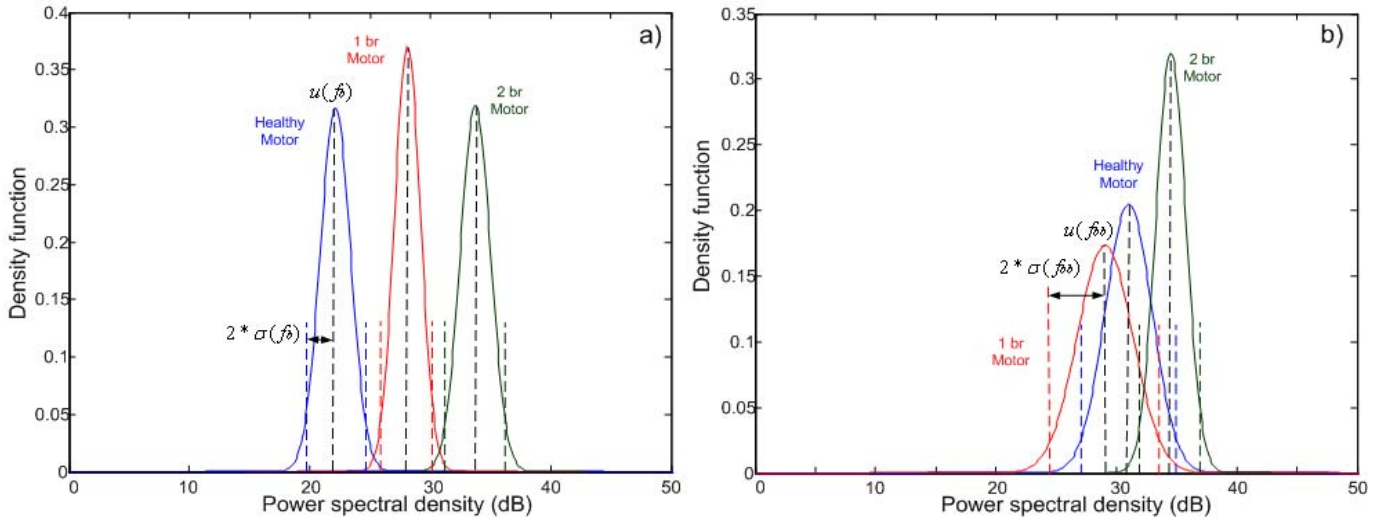 a)
0.4
0.35
0.3
0.25
0.2
0.15
0.1
0.05
0
Density function
1 br
Motor
u(fb)
Healthy
Motor
2 br
Motor
2 * σ(fb)
0
10
20
30
40
50
Power spectral density (dB)
b)
0.35
0.3
0.25
0.2
0.15
0.1
0.05
0
Density function
2 br
Motor
Healthy
Motor
u(fbb)
2 * σ(fbb)
1 br
Motor
0
10
20
30
40
50
Power spectral density (dB)